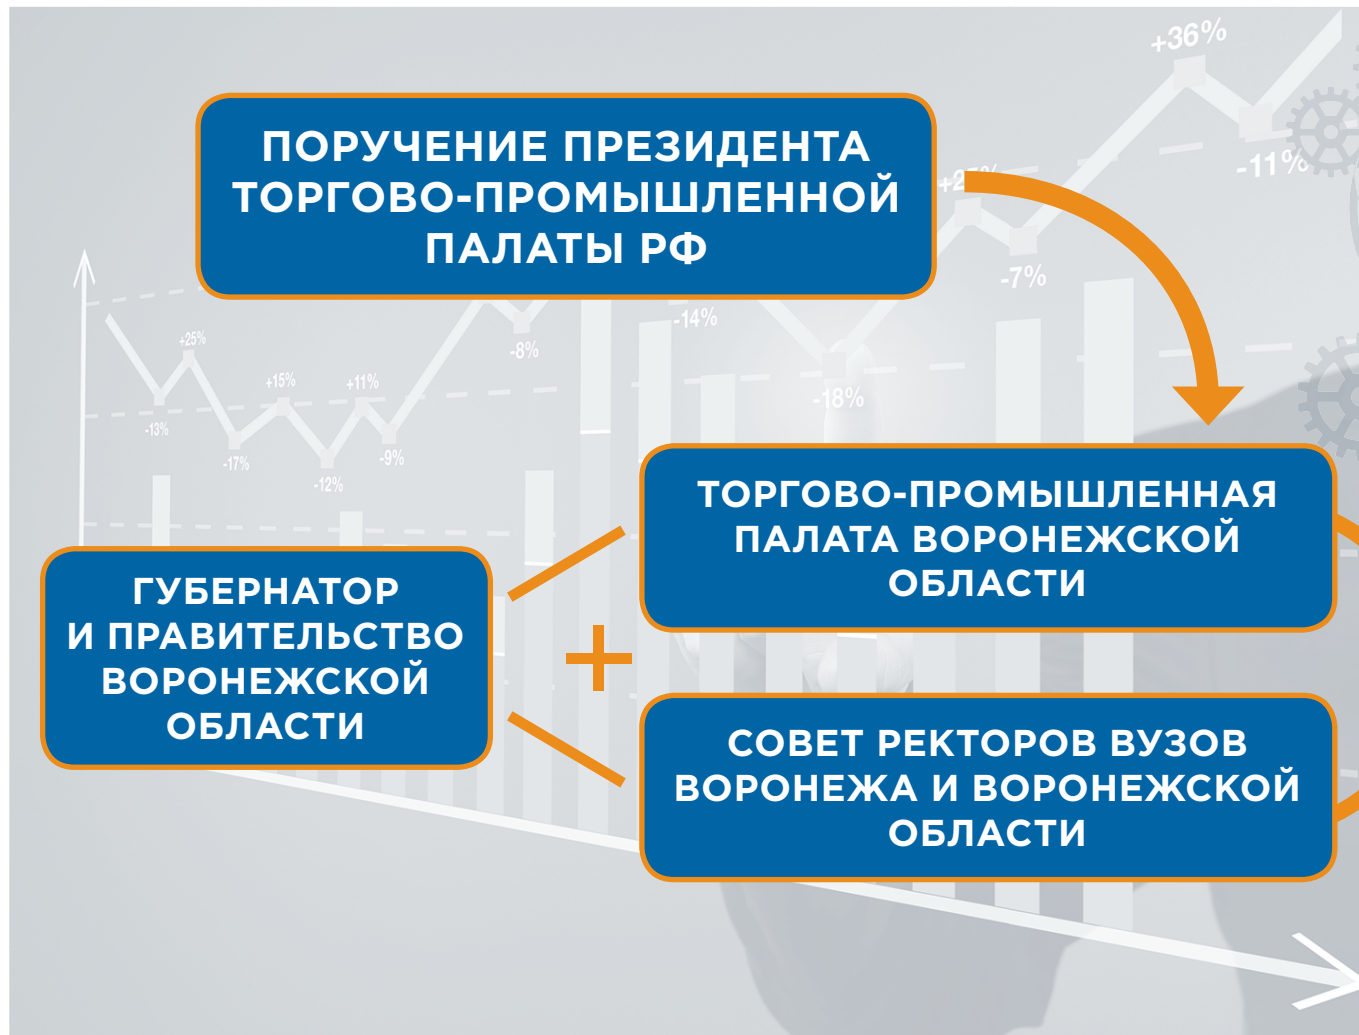 +36%
ПОРУЧЕНИЕ ПРЕЗИДЕНТА
ТОРГОВО-ПРОМЫШЛЕННОЙ
ПАЛАТЫ РФ
-11%
-7%
-14%
+25%
-8%
+15%
+11%
-18%
-13%
-17%
-9%
-12%
ТОРГОВО-ПРОМЫШЛЕННАЯ
ПАЛАТА ВОРОНЕЖСКОЙ
ОБЛАСТИ
ГУБЕРНАТОР
И ПРАВИТЕЛЬСТВО
ВОРОНЕЖСКОЙ
ОБЛАСТИ
+
СОВЕТ РЕКТОРОВ ВУЗОВ
ВОРОНЕЖА И ВОРОНЕЖСКОЙ
ОБЛАСТИ